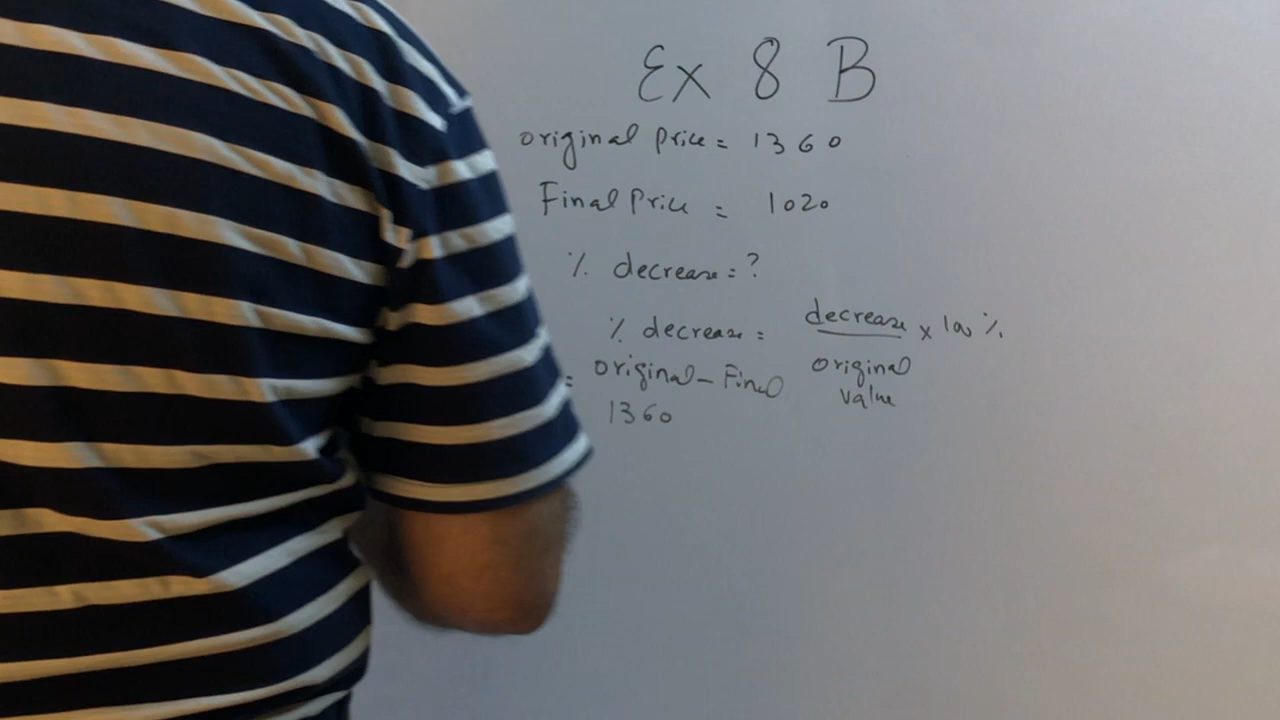 Ex 8 B
original Price = 1360
Final Price = 1020
% decrease = ?
% decrease = decrease x 100 %
original value
= original - Final
1360